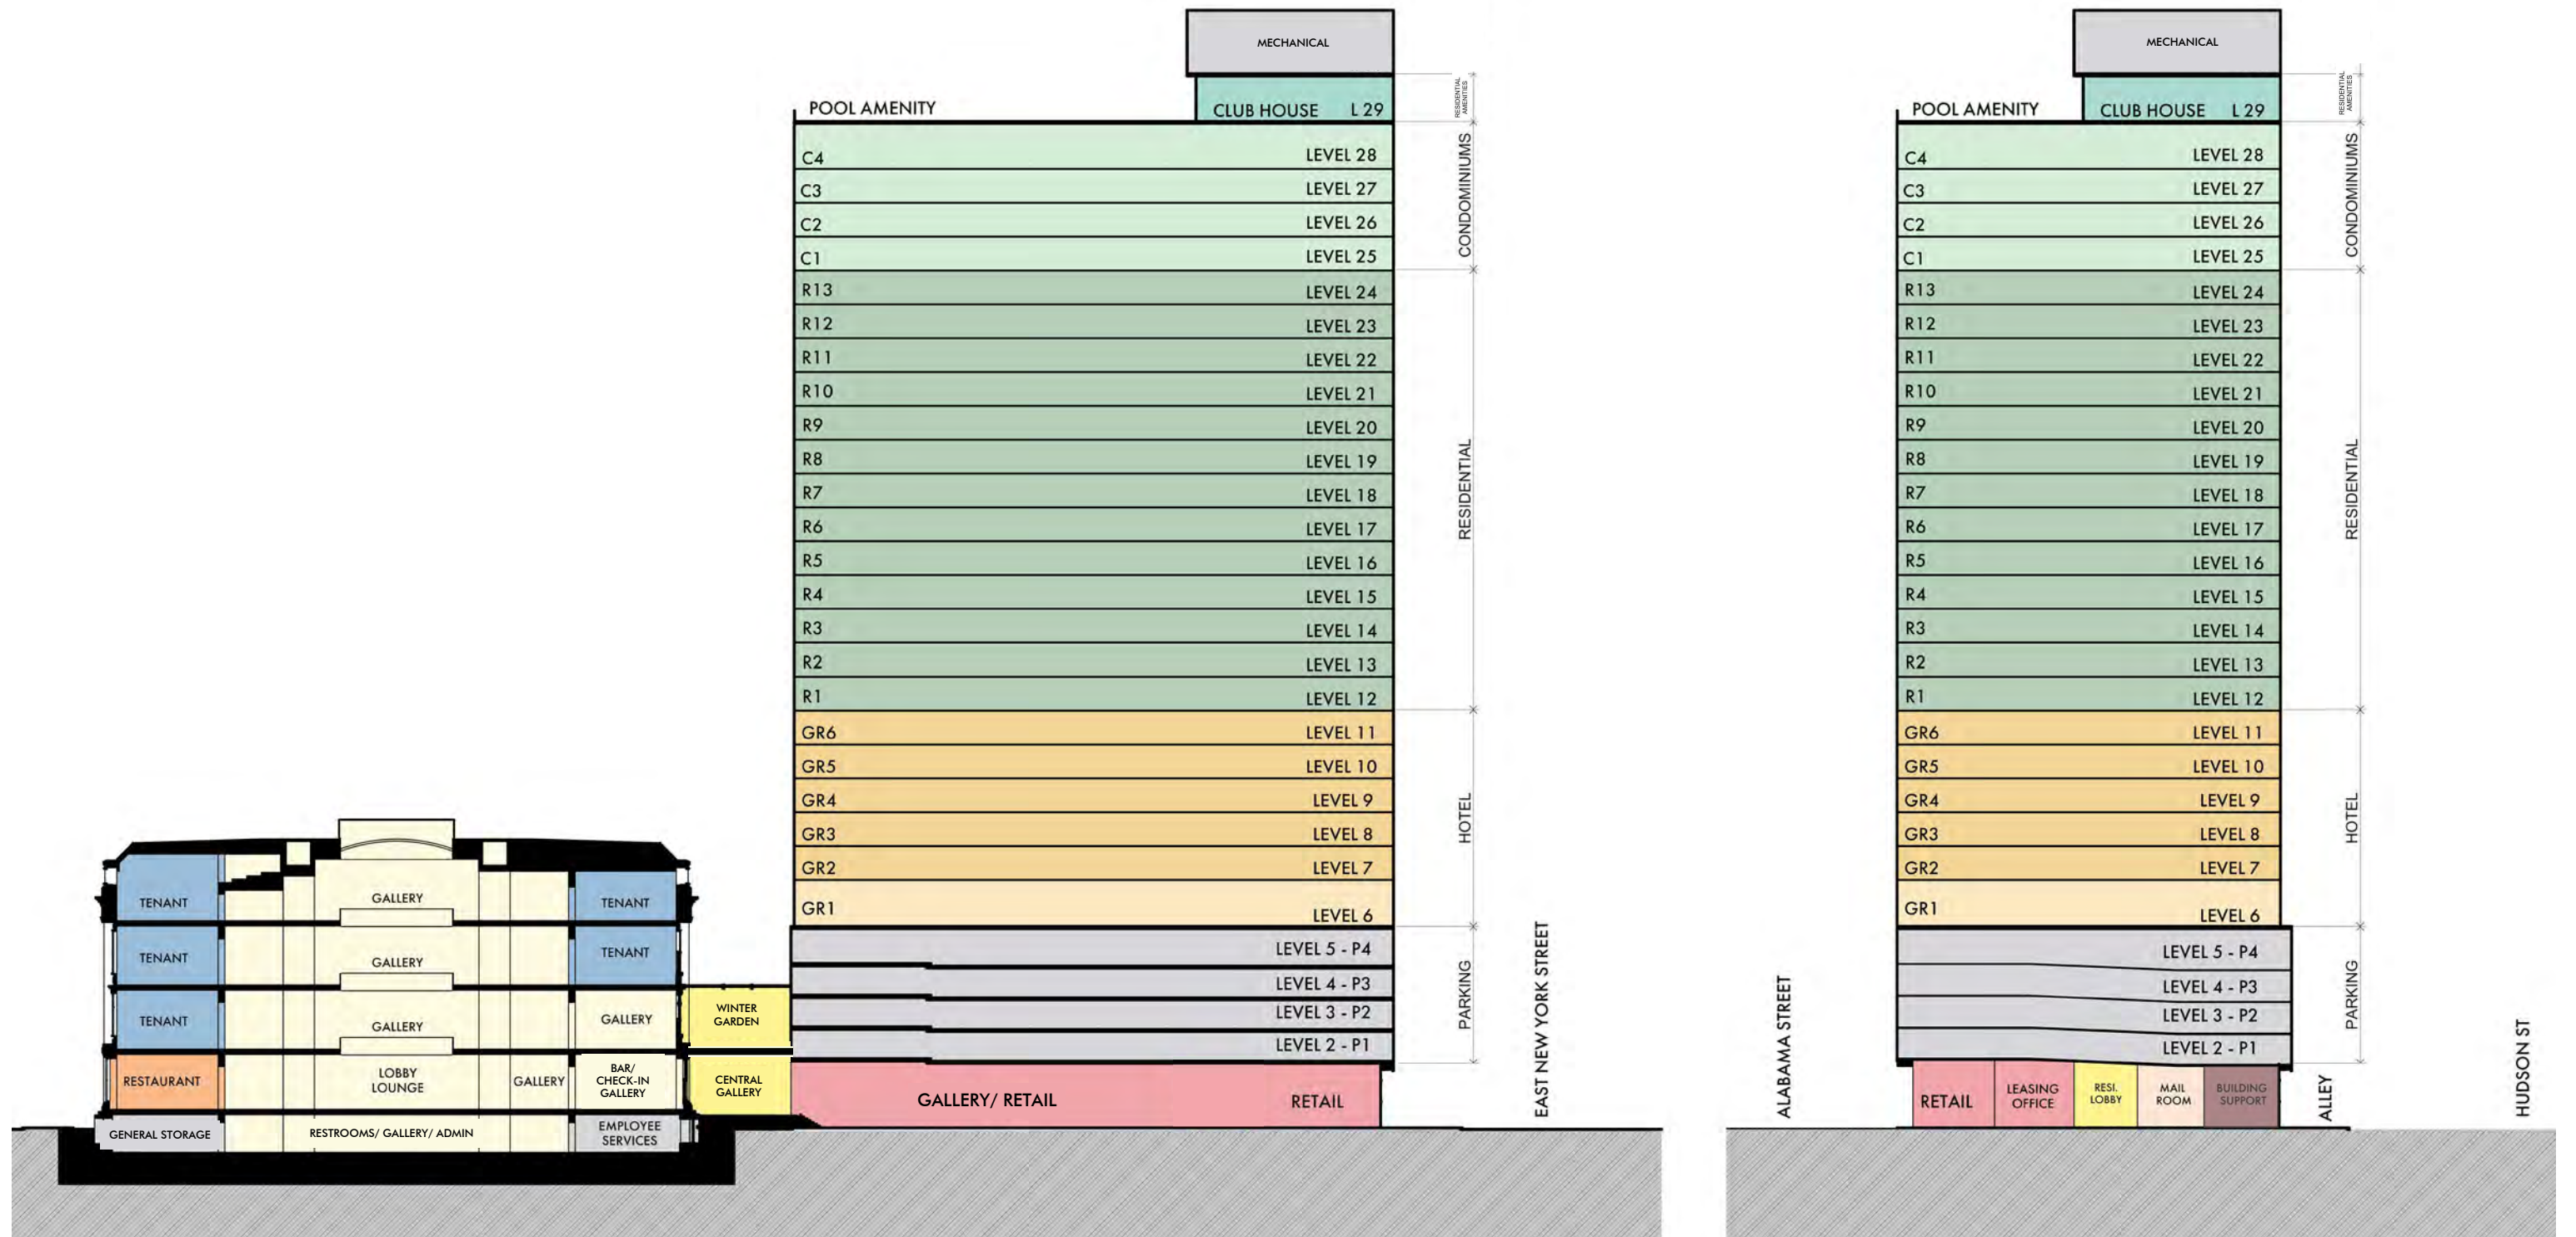 MECHANICAL
POOL AMENITY
CLUB HOUSE L 29
RESIDENTIAL
AMENITIES
C4 LEVEL 28
C3 LEVEL 27
C2 LEVEL 26
C1 LEVEL 25
CONDOMINIUMS
R13 LEVEL 24
R12 LEVEL 23
R11 LEVEL 22
R10 LEVEL 21
R9 LEVEL 20
R8 LEVEL 19
R7 LEVEL 18
R6 LEVEL 17
R5 LEVEL 16
R4 LEVEL 15
R3 LEVEL 14
R2 LEVEL 13
R1 LEVEL 12
RESIDENTIAL
GR6 LEVEL 11
GR5 LEVEL 10
GR4 LEVEL 9
GR3 LEVEL 8
GR2 LEVEL 7
GR1 LEVEL 6
HOTEL
LEVEL 5 - P4
LEVEL 4 - P3
LEVEL 3 - P2
LEVEL 2 - P1
PARKING
GALLERY/ RETAIL
RETAIL
EAST NEW YORK STREET
TENANT
GALLERY
TENANT
TENANT
GALLERY
TENANT
TENANT
GALLERY
GALLERY
WINTER
GARDEN
RESTAURANT
LOBBY
LOUNGE
GALLERY
BAR/
CHECK-IN
GALLERY
CENTRAL
GALLERY
GENERAL STORAGE
RESTROOMS/ GALLERY/ ADMIN
EMPLOYEE
SERVICES
MECHANICAL
POOL AMENITY
CLUB HOUSE L 29
RESIDENTIAL
AMENITIES
C4 LEVEL 28
C3 LEVEL 27
C2 LEVEL 26
C1 LEVEL 25
CONDOMINIUMS
R13 LEVEL 24
R12 LEVEL 23
R11 LEVEL 22
R10 LEVEL 21
R9 LEVEL 20
R8 LEVEL 19
R7 LEVEL 18
R6 LEVEL 17
R5 LEVEL 16
R4 LEVEL 15
R3 LEVEL 14
R2 LEVEL 13
R1 LEVEL 12
RESIDENTIAL
GR6 LEVEL 11
GR5 LEVEL 10
GR4 LEVEL 9
GR3 LEVEL 8
GR2 LEVEL 7
GR1 LEVEL 6
HOTEL
LEVEL 5 - P4
LEVEL 4 - P3
LEVEL 3 - P2
LEVEL 2 - P1
PARKING
ALABAMA STREET
RETAIL
LEASING
OFFICE
RESI.
LOBBY
MAIL
ROOM
BUILDING
SUPPORT
ALLEY
HUDSON ST